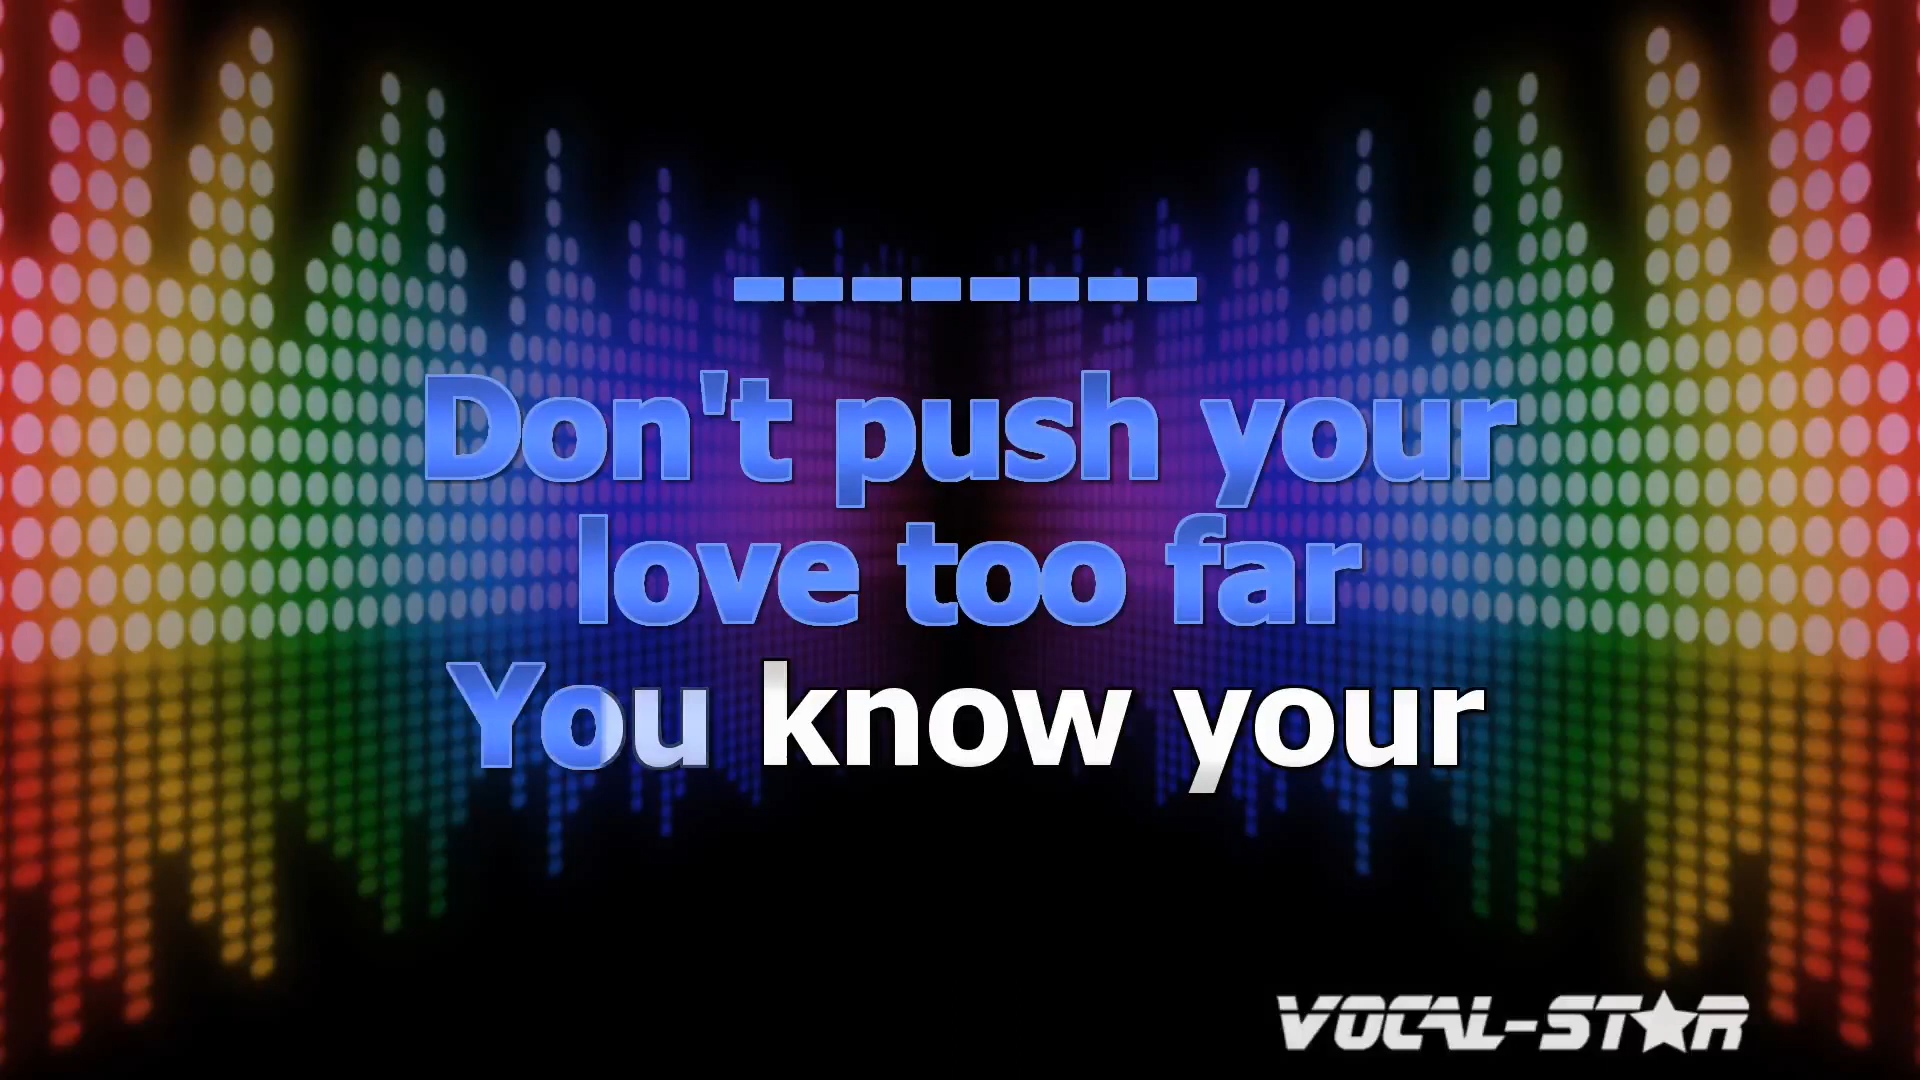 --------
Don't push your
love too far
You know your
VOCAL-STAR